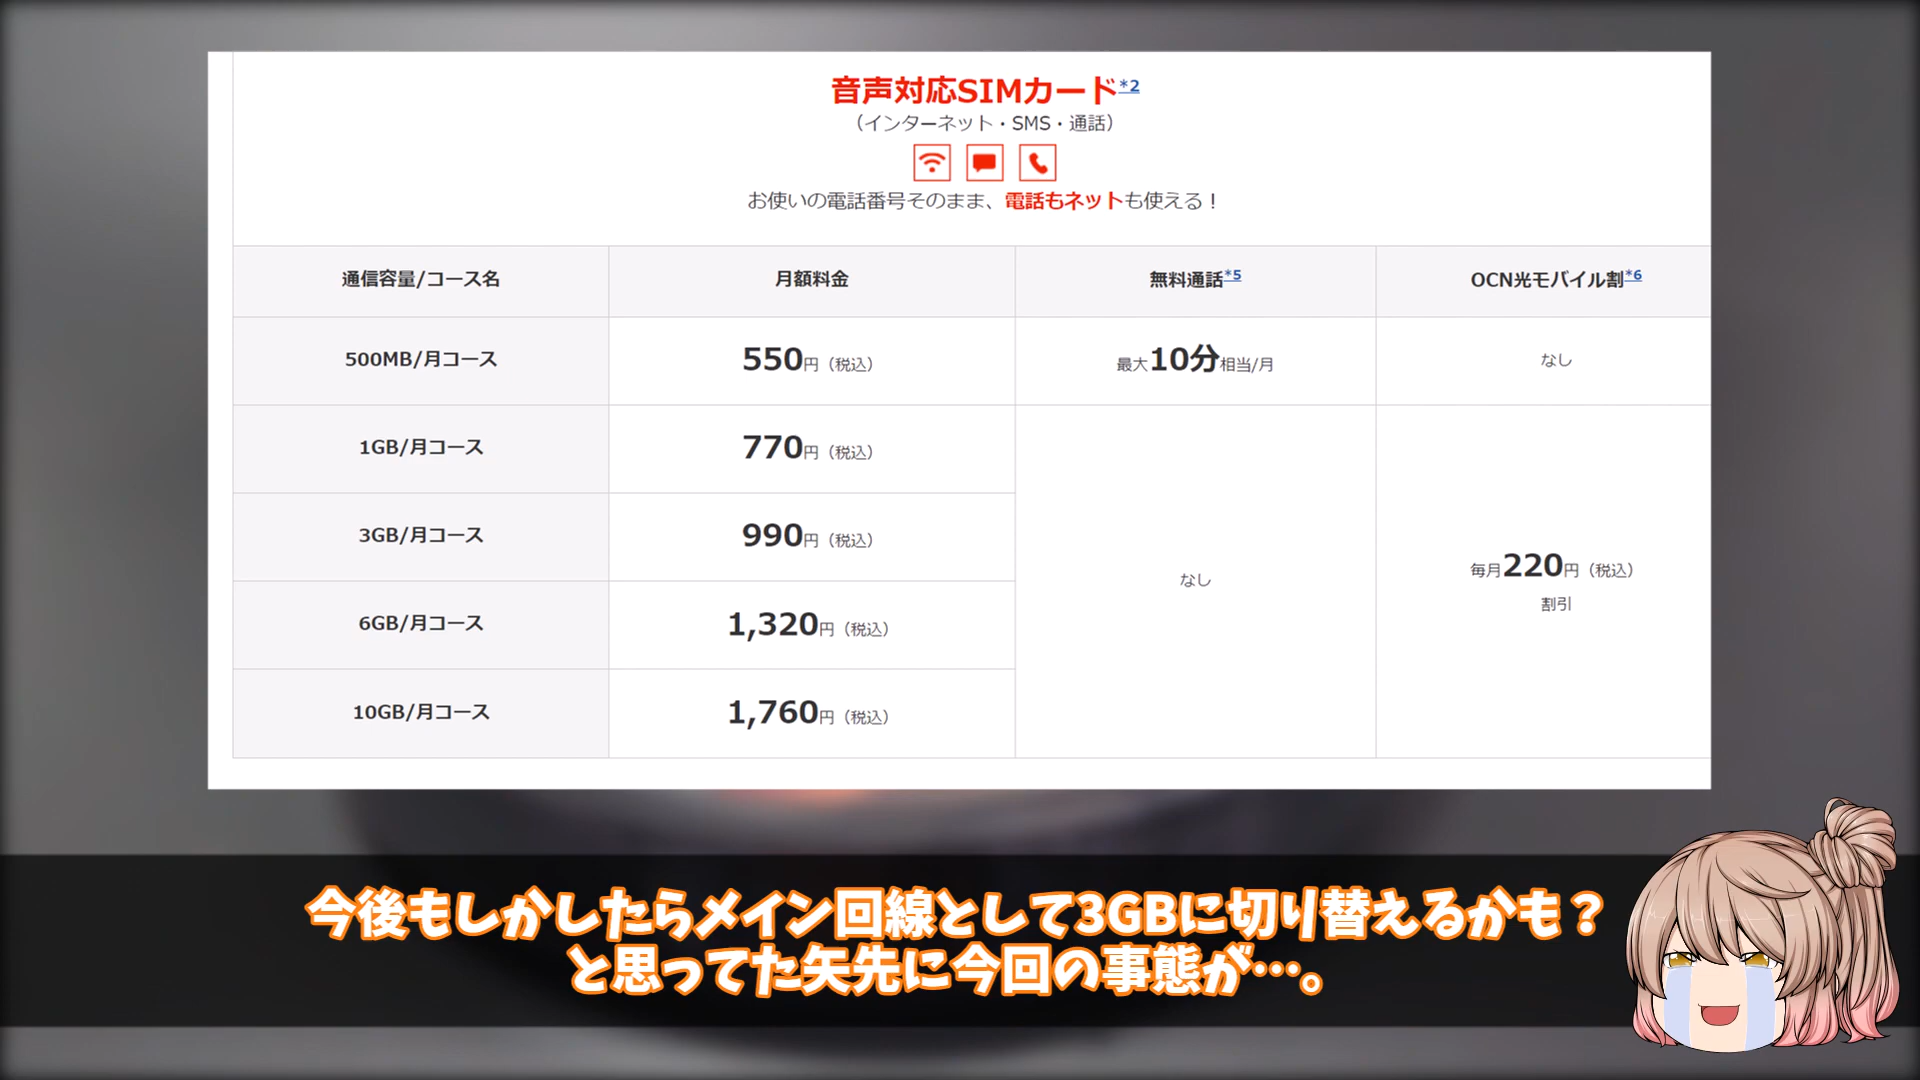 音声対応SIMカード*2
（インターネット・SMS・通話）
お使いの電話番号そのまま、電話もネットも使える！
通信容量/コース名 月額料金 無料通話*5 OCN光モバイル割*6
500MB/月コース 550円（税込） 最大10分相当/月 なし
1GB/月コース 770円（税込）
3GB/月コース 990円（税込）
なし
毎月220円（税込）
割引
6GB/月コース 1,320円（税込）
10GB/月コース 1,760円（税込）
今後もしかしたらメイン回線として3GBに切り替えるかも？
と思ってた矢先に今回の事態が…。